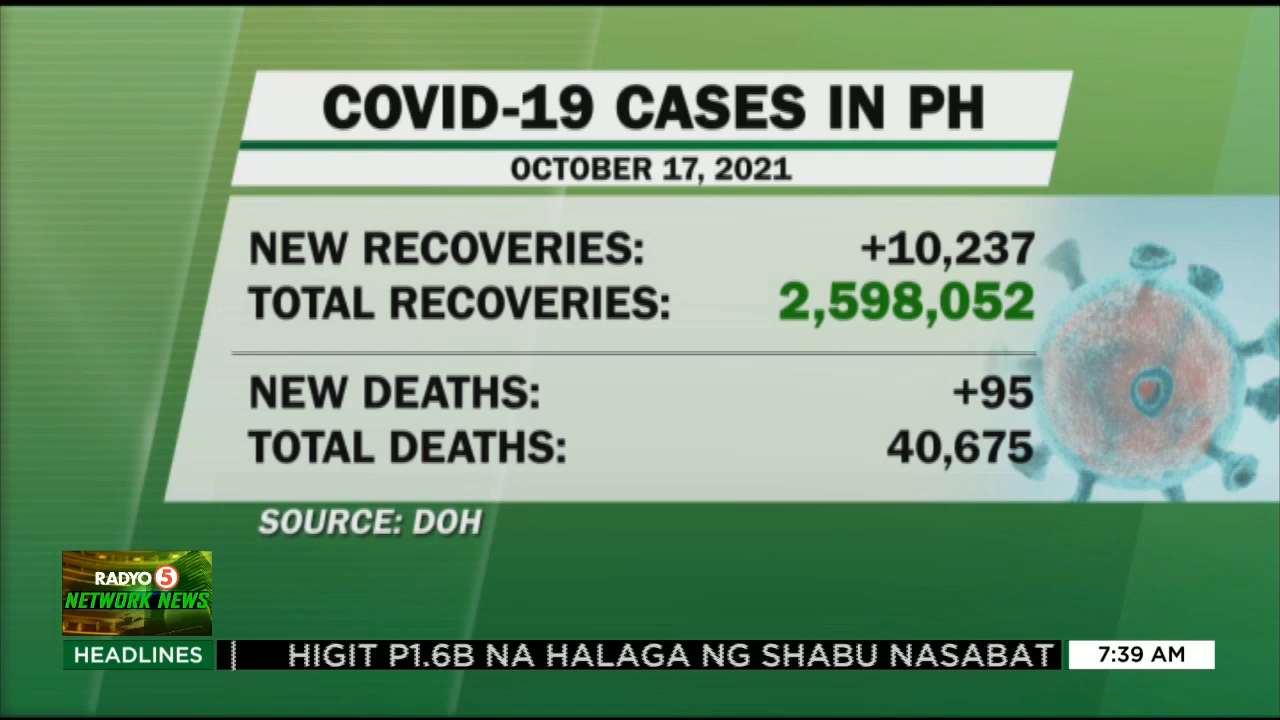 COVID-19 CASES IN PH
OCTOBER 17, 2021
NEW RECOVERIES: +10,237
TOTAL RECOVERIES: 2,598,052
NEW DEATHS: +95
TOTAL DEATHS: 40,675
SOURCE: DOH
RADYO 5
NETWORK NEWS
HEADLINES | HIGIT P1.6B NA HALAGA NG SHABU NASABAT 7:39 AM